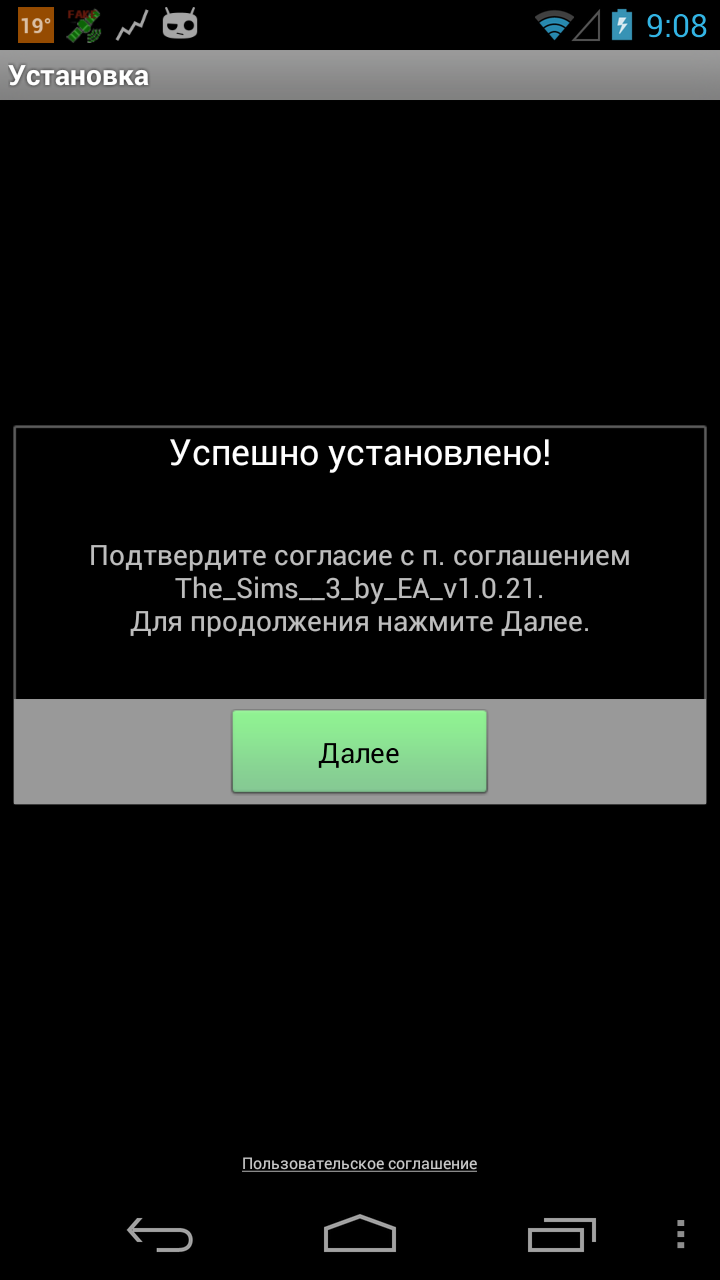 19°
FAKE
9:08
Установка
Успешно установлено!
Подтвердите согласие с п. соглашением
The_Sims__3_by_EA_v1.0.21.
Для продолжения нажмите Далее.
Далее
Пользовательское соглашение